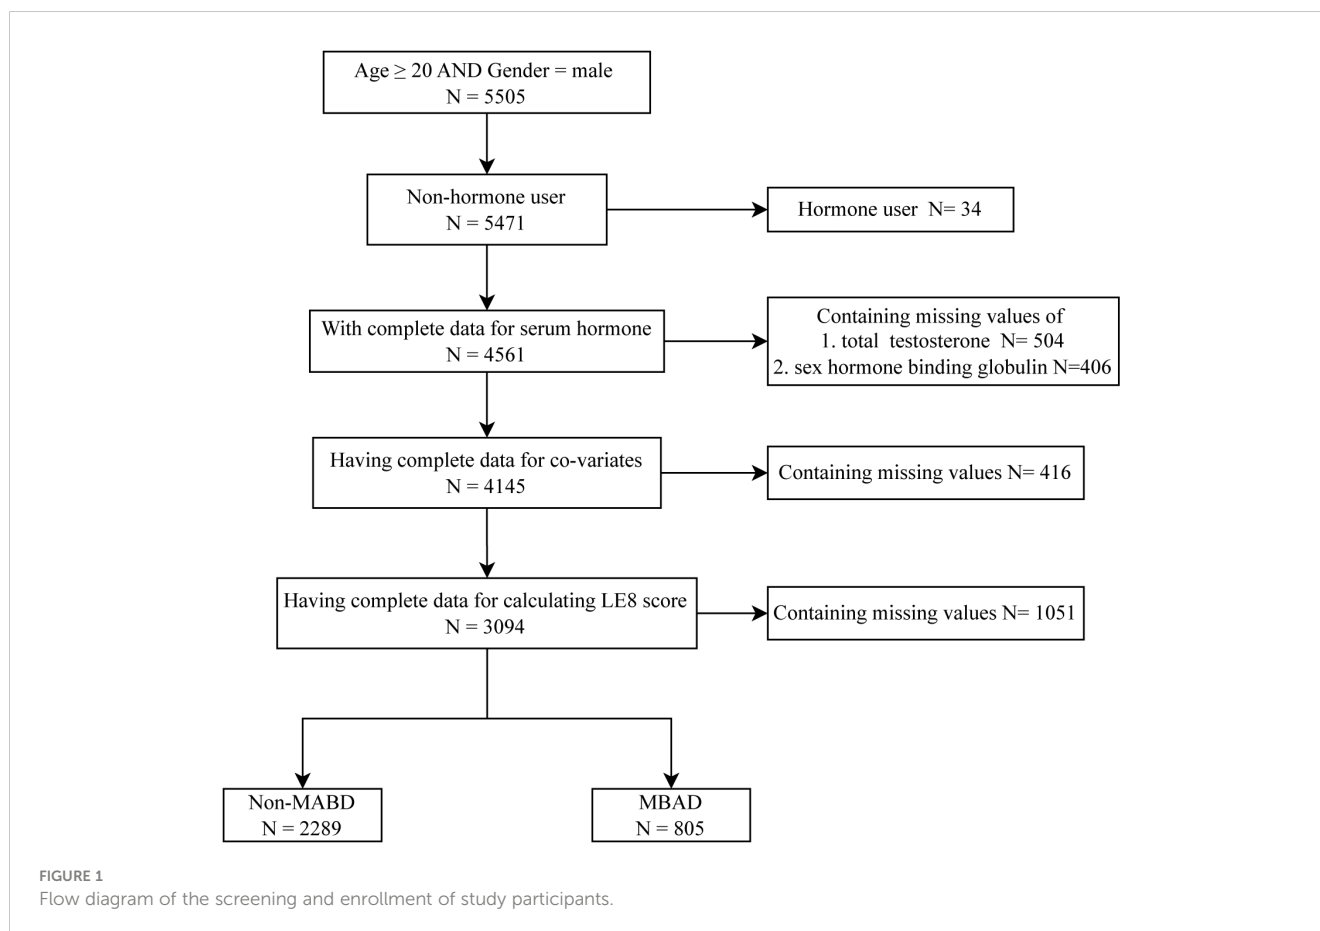 Age ≥ 20 AND Gender = male
N = 5505
Non-hormone user
N = 5471
Hormone user N= 34
With complete data for serum hormone
N = 4561
Containing missing values of
1. total testosterone N= 504
2. sex hormone binding globulin N=406
Having complete data for co-variates
N = 4145
Containing missing values N= 416
Having complete data for calculating LE8 score
N = 3094
Containing missing values N= 1051
Non-MABD
N = 2289
MBAD
N = 805
FIGURE 1
Flow diagram of the screening and enrollment of study participants.